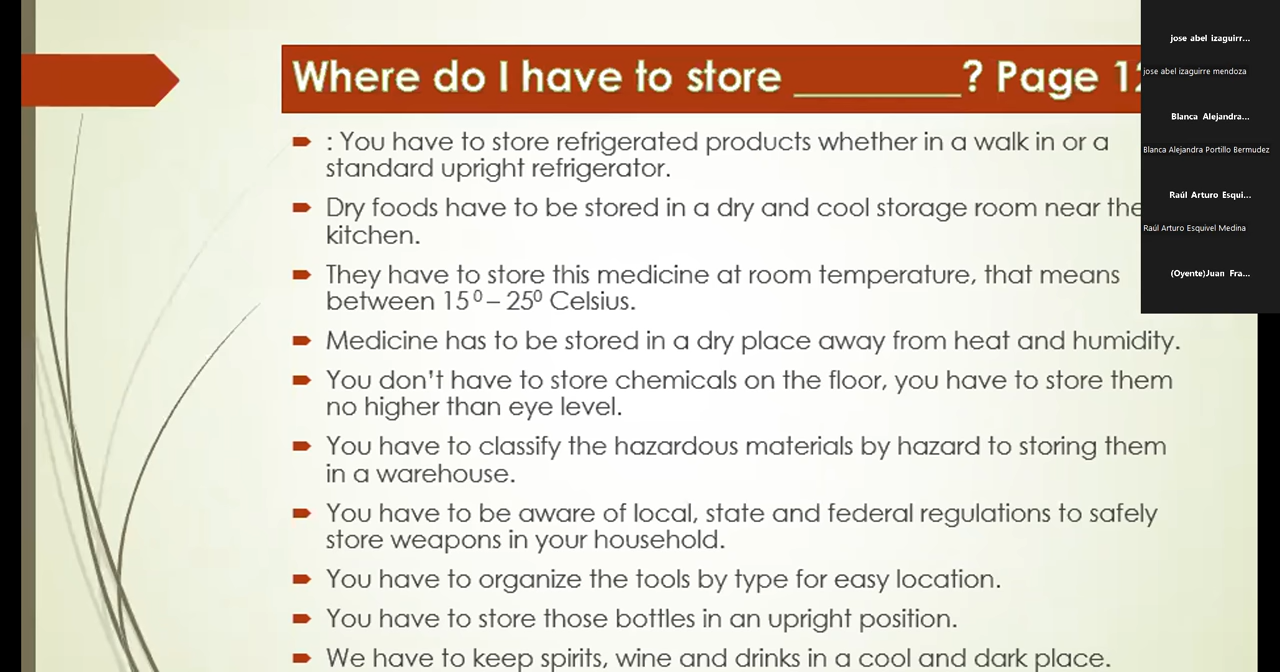 Where do I have to store ________? Page 12
: You have to store refrigerated products whether in a walk in or a
standard upright refrigerator.
Dry foods have to be stored in a dry and cool storage room near the
kitchen.
They have to store this medicine at room temperature, that means
between 15⁰ – 25⁰ Celsius.
Medicine has to be stored in a dry place away from heat and humidity.
You don’t have to store chemicals on the floor, you have to store them
no higher than eye level.
You have to classify the hazardous materials by hazard to storing them
in a warehouse.
You have to be aware of local, state and federal regulations to safely
store weapons in your household.
You have to organize the tools by type for easy location.
You have to store those bottles in an upright position.
We have to keep spirits, wine and drinks in a cool and dark place.
jose abel izaguirr...
jose abel izaguirre mendoza
Blanca Alejandra...
Blanca Alejandra Portillo Bermudez
Raúl Arturo Esqui...
Raúl Arturo Esquivel Medina
(Oyente)Juan Fra...